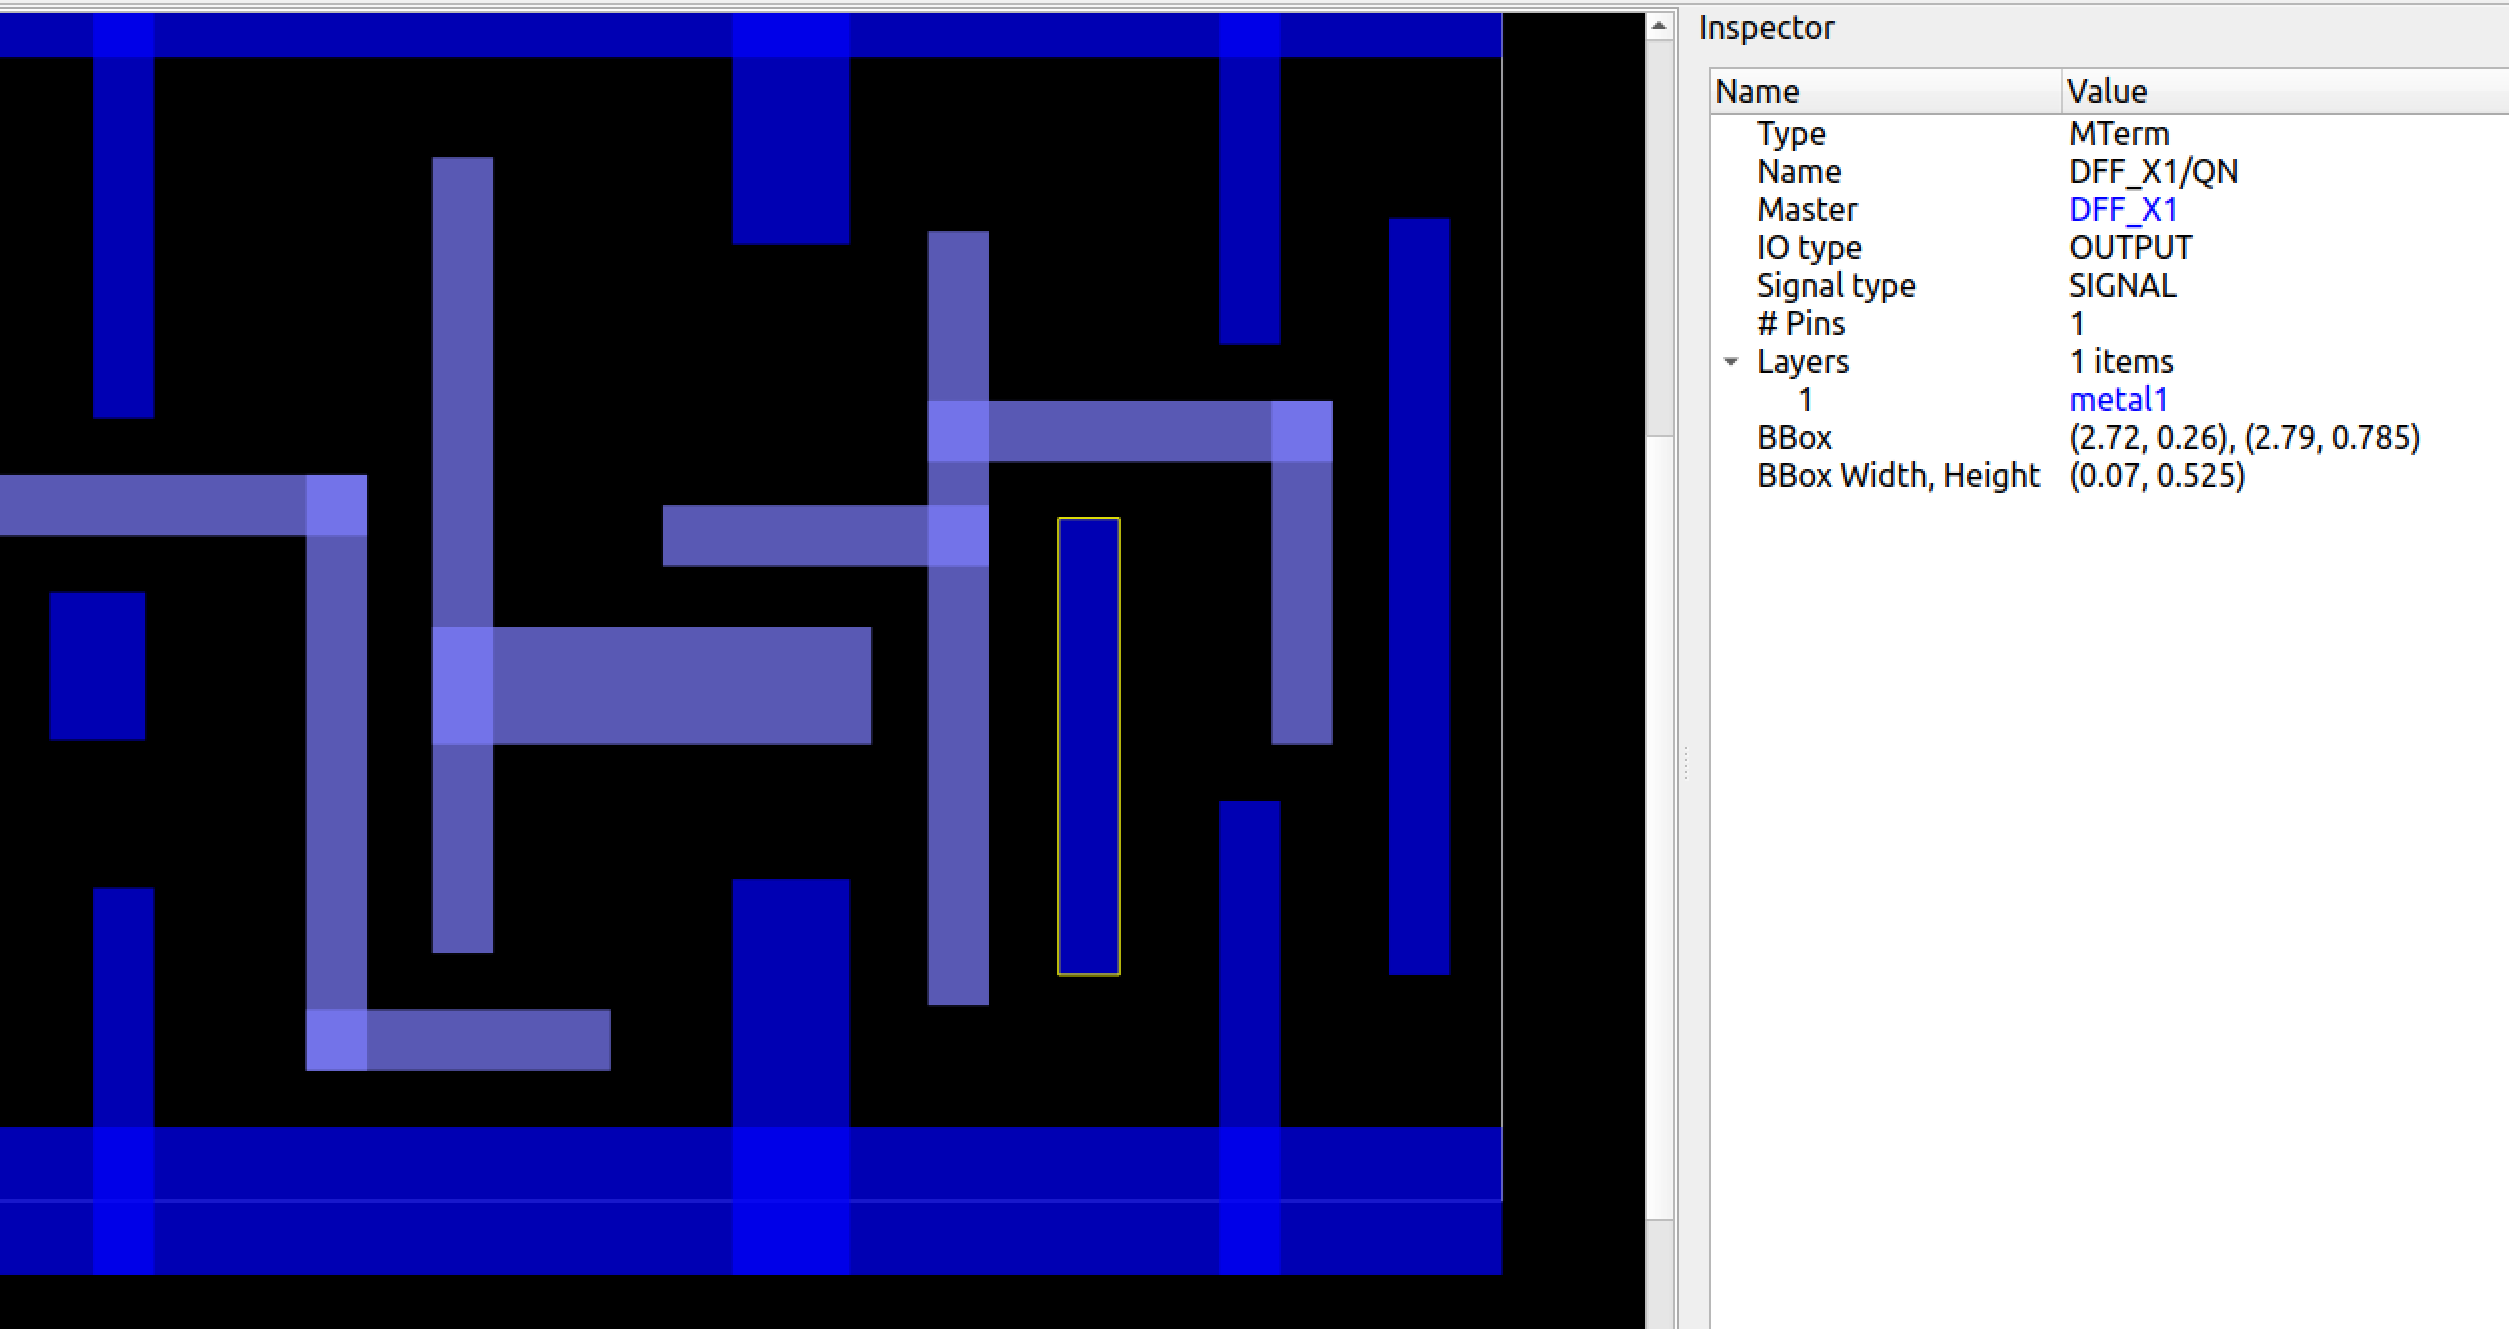 Inspector
Name Value
Type MTerm
Name DFF_X1/QN
Master DFF_X1
IO type OUTPUT
Signal type SIGNAL
# Pins 1
Layers 1 items
1 metal1
BBox (2.72, 0.26), (2.79, 0.785)
BBox Width, Height (0.07, 0.525)